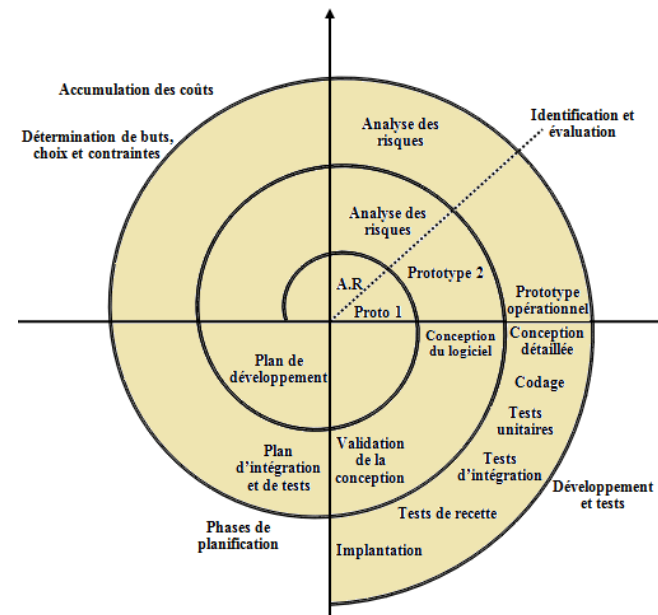 Accumulation des coûts
Détermination de buts,
choix et contraintes
Analyse des
risques
Identification et
évaluation
Analyse des
risques
Prototype 2
A.R
Proto 1
Prototype
opérationnel
Plan de
développement
Conception
du logiciel
Conception
détaillée
Codage
Tests
unitaires
Plan
d'intégration
et de tests
Validation
de la
conception
Tests
d'intégration
Développement
et tests
Tests de recette
Phases de
planification
Implantation